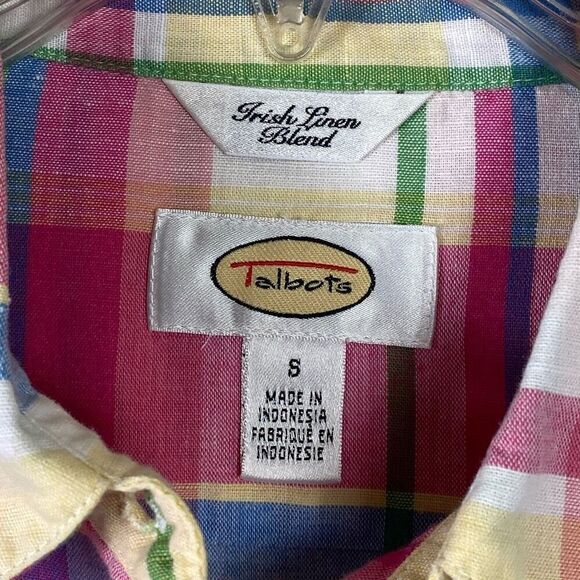 Irish Linen
Blend
Talbots
S
MADE IN
INDONESIA
FABRIQUE EN
INDONESIE